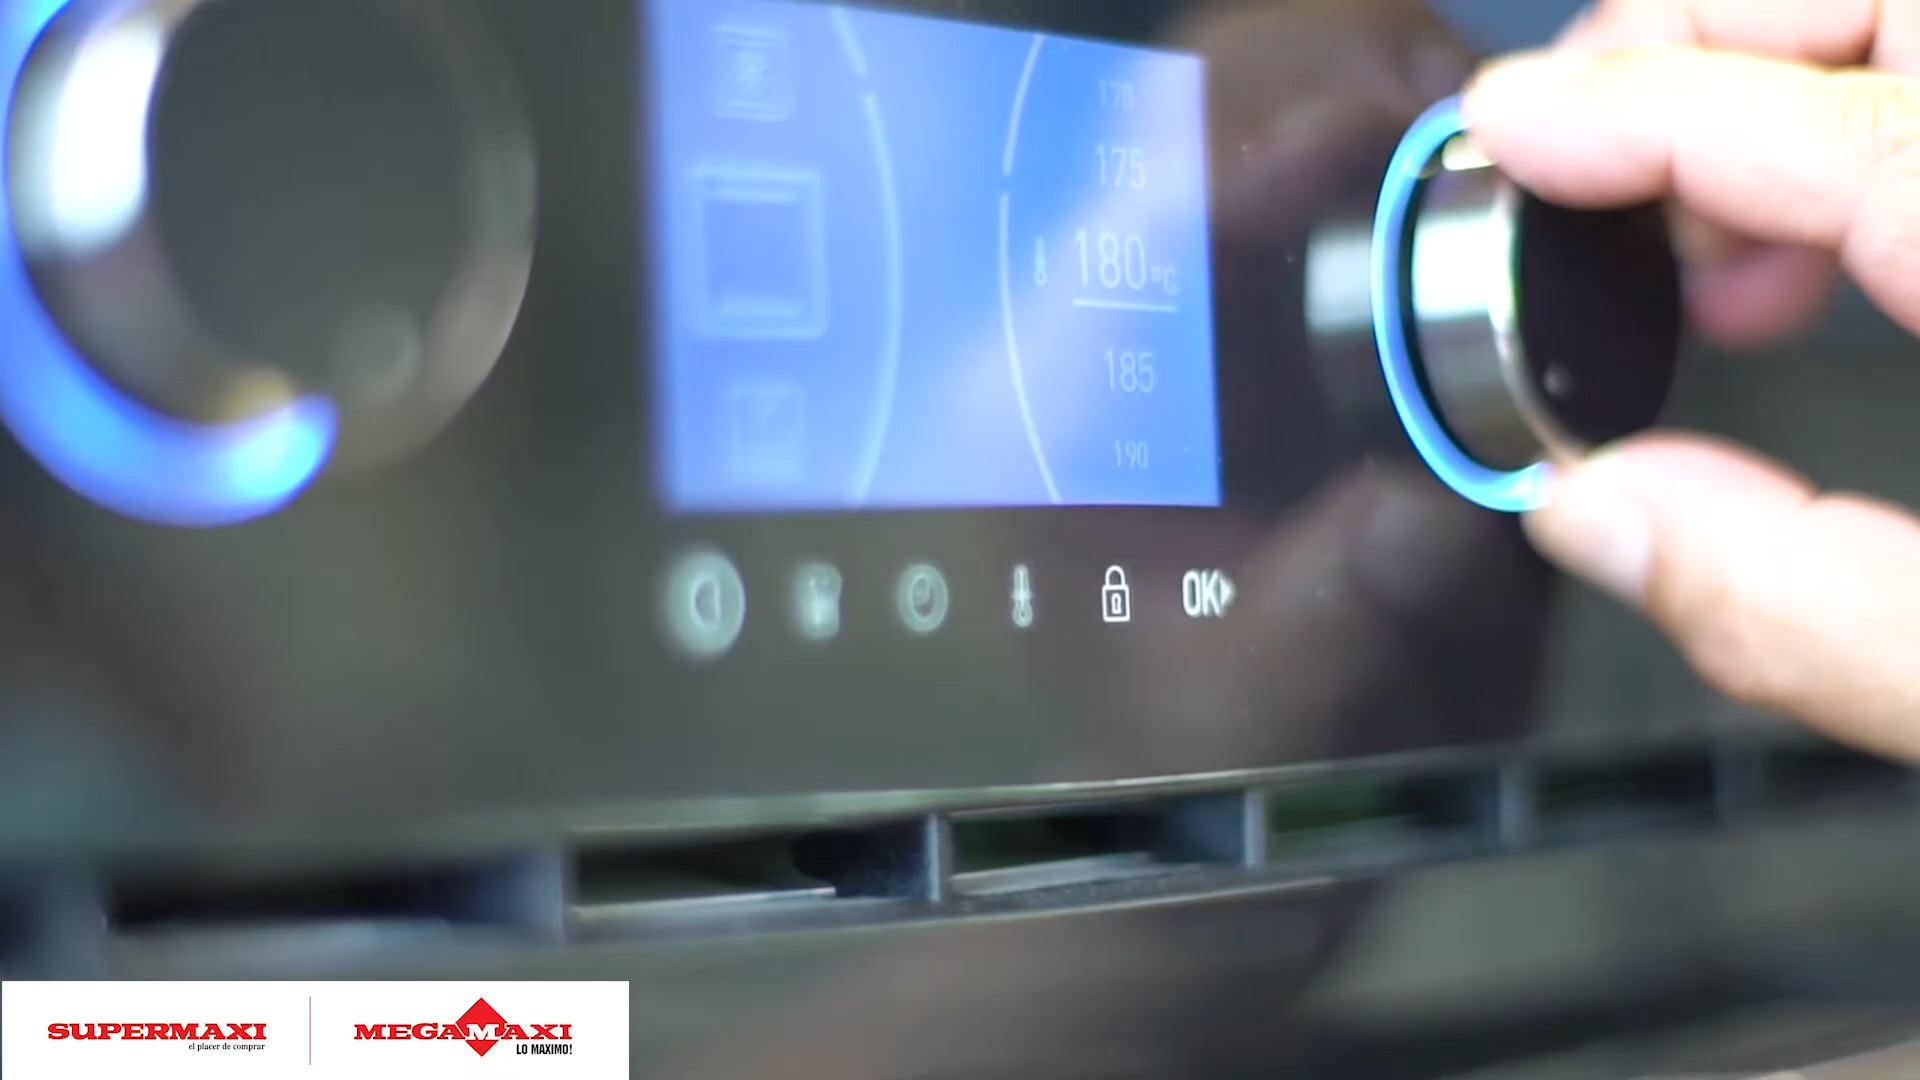 170
175
180 °C
185
190
OK
SUPERMAXI
el placer de comprar
MEGAMAXI
LO MAXIMO!